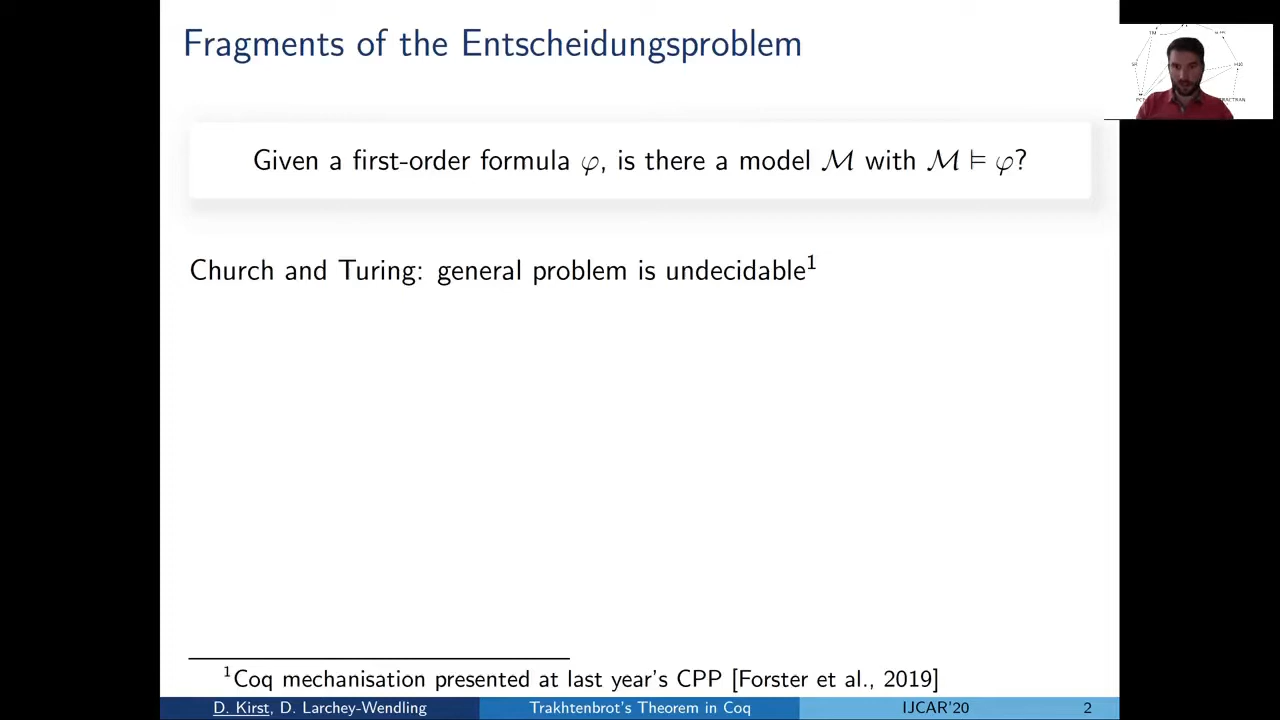 Fragments of the Entscheidungsproblem
Given a first-order formula φ, is there a model ℳ with ℳ ⊨ φ?
Church and Turing: general problem is undecidable¹
¹Coq mechanisation presented at last year's CPP [Forster et al., 2019]
D. Kirst, D. Larchey-Wendling Trakhtenbrot's Theorem in Coq IJCAR'20 2
TM